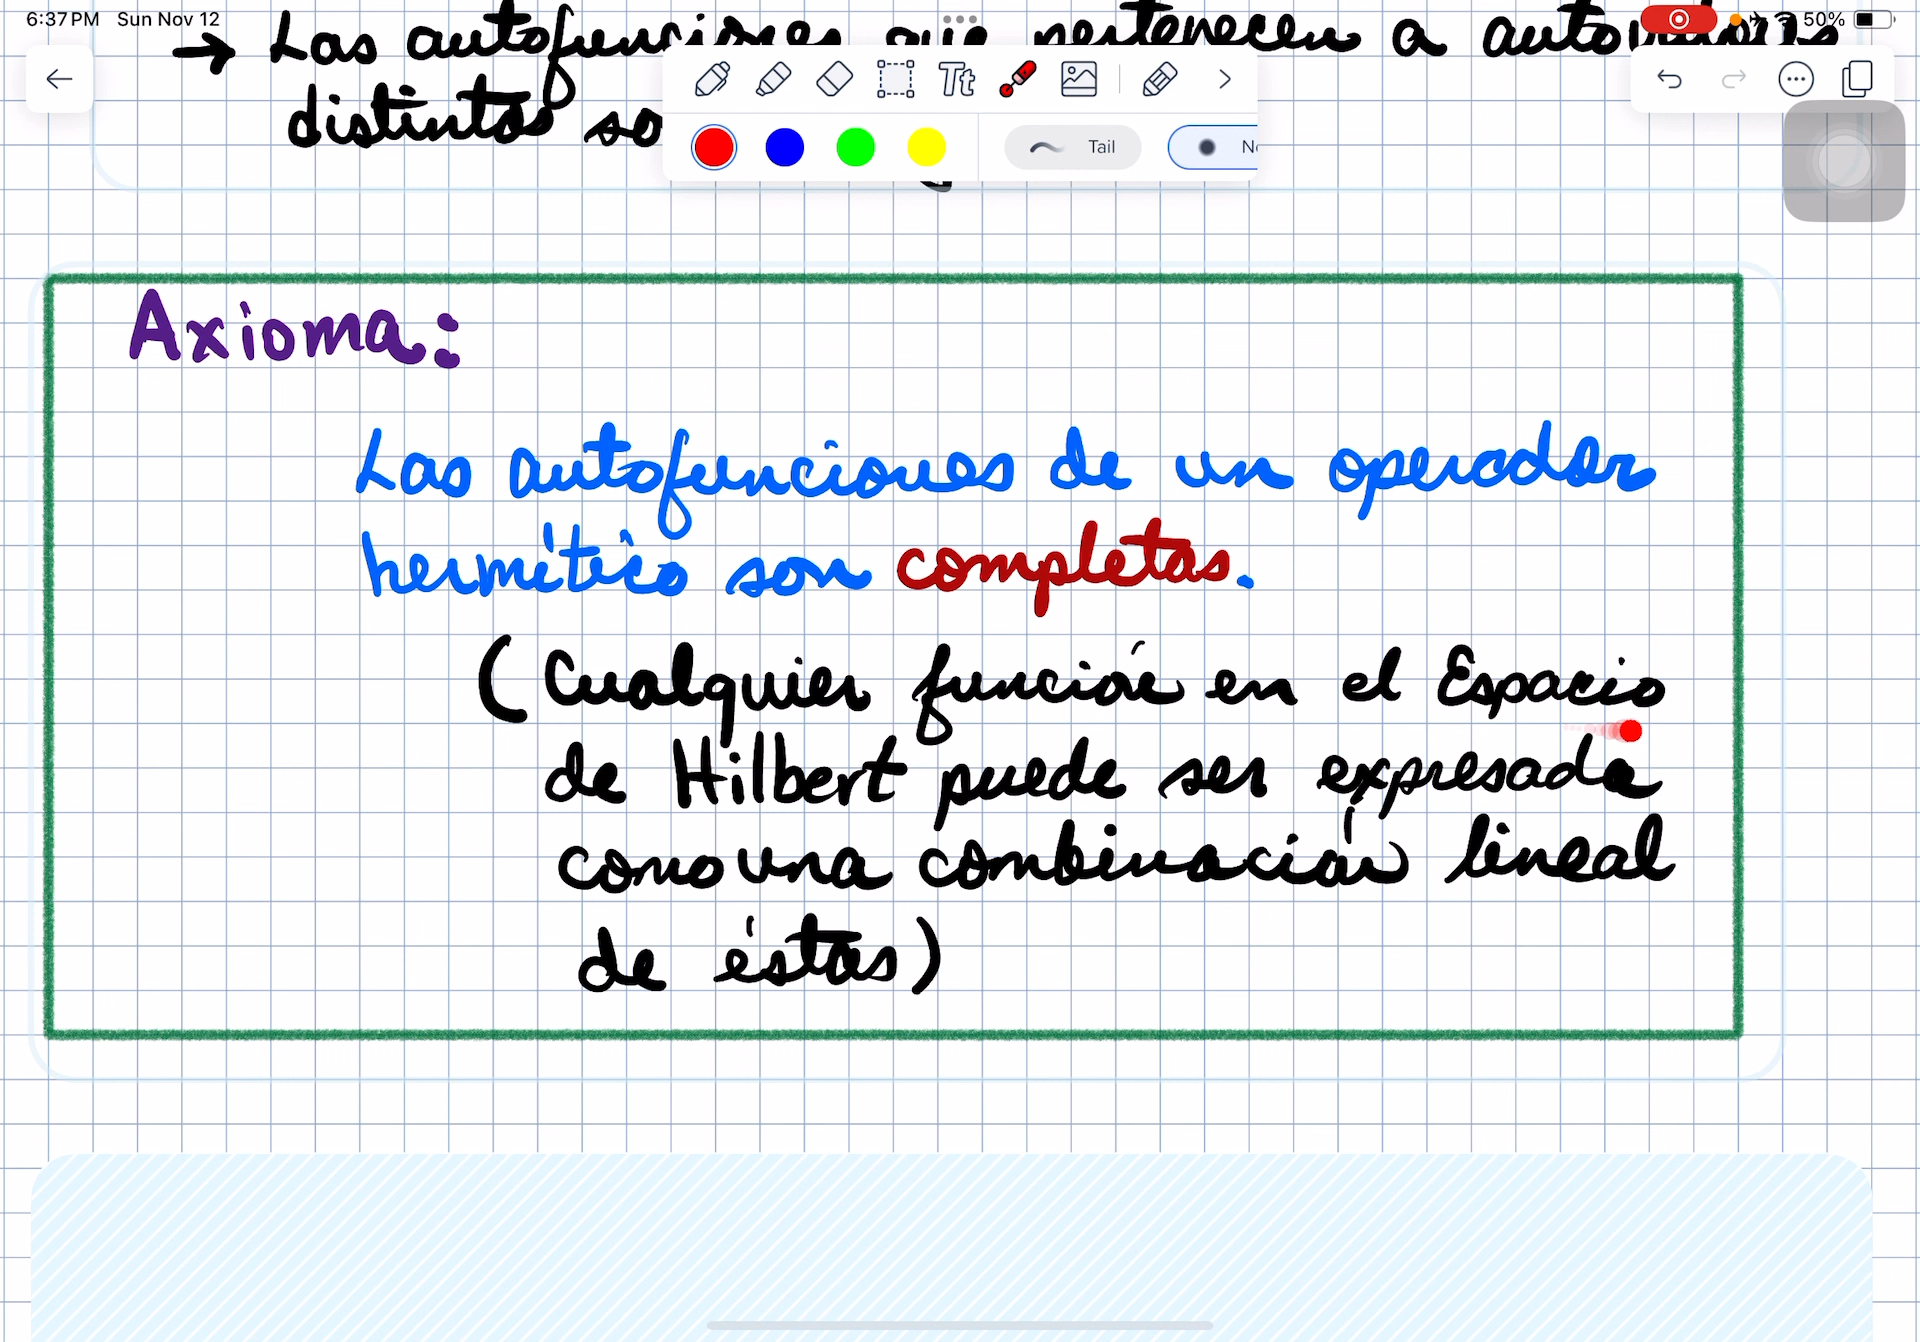 6:37 PM Sun Nov 12
50%
→ Las autofunciones que pertenecen a autovalores
distintos so
Tt
Tail
Axioma:
Las autofunciones de un operador
hermítico son completas.
(Cualquier función en el Espacio
de Hilbert puede ser expresada
como una combinación lineal
de éstas)